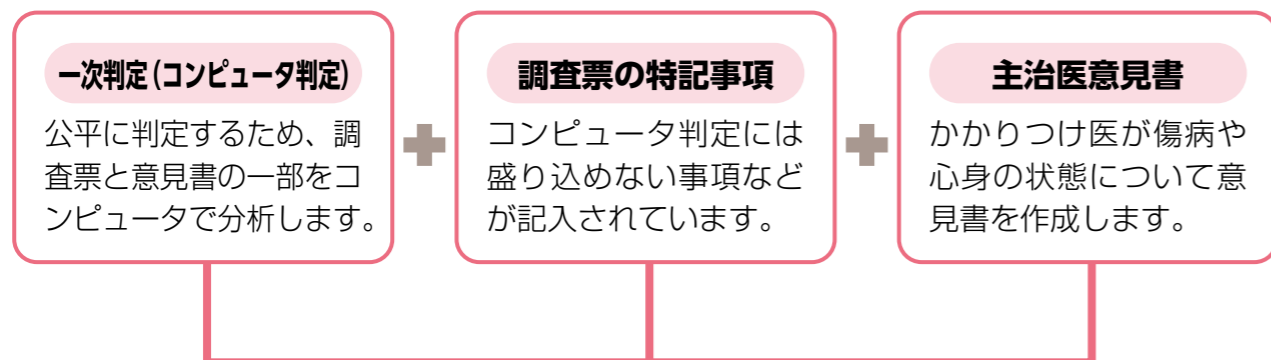 一次判定(コンピュータ判定)
公平に判定するため、調
査票と意見書の一部をコ
ンピュータで分析します。
調査票の特記事項
コンピュータ判定には
盛り込めない事項など
が記入されています。
主治医意見書
かかりつけ医が傷病や
心身の状態について意
見書を作成します。